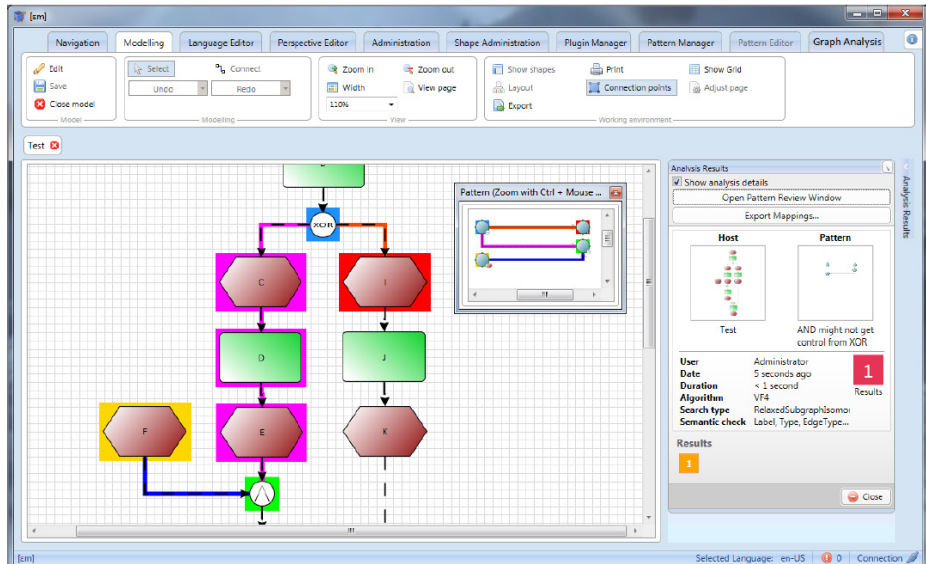 [εm]
Navigation Modelling Language Editor Perspective Editor Administration Shape Administration Plugin Manager Pattern Manager Pattern Editor Graph Analysis
Edit Select Connect Zoom in Zoom out Show shapes Print Show Grid
Save Undo Redo Width View page Layout Connection points Adjust page
Close model 110% Export
Model Modelling View Working environment
Test
Analysis Results
Show analysis details
Open Pattern Review Window
Export Mappings...
Analysis Results
Pattern (Zoom with Ctrl + Mouse ...
XOR
C
I
D
J
F
E
K
Host Pattern
Test AND might not get
control from XOR
User Administrator
Date 5 seconds ago
Duration < 1 second
Algorithm VF4
Search type RelaxedSubgraphIsomor
Semantic check Label, Type, EdgeType...
1
Results
Results
1
Close
[εm] Selected Language: en-US 0 Connection